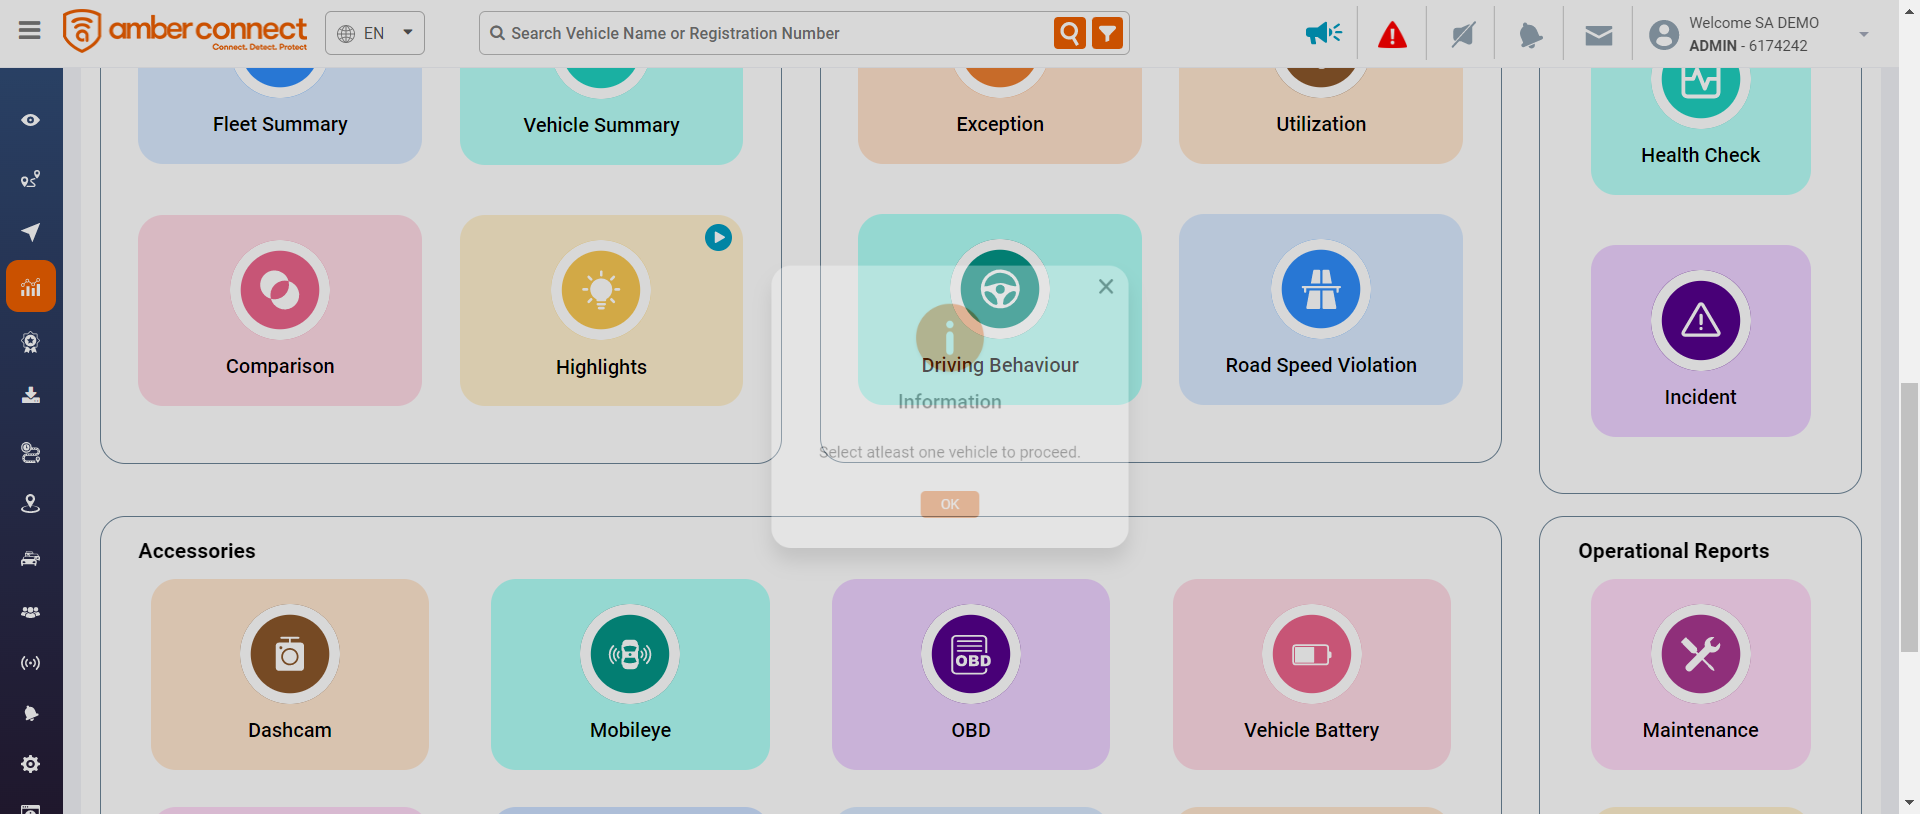 amber connect
Connect. Detect. Protect
EN
Search Vehicle Name or Registration Number
Welcome SA DEMO
ADMIN - 6174242
Fleet Summary
Vehicle Summary
Exception
Utilization
Health Check
Comparison
Highlights
Driving Behaviour
Road Speed Violation
Incident
Information
Select atleast one vehicle to proceed.
OK
Accessories
Operational Reports
Dashcam
Mobileye
OBD
OBD
Vehicle Battery
Maintenance